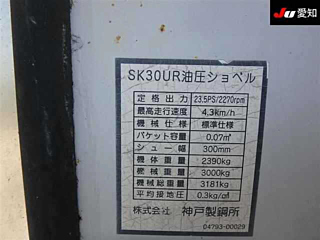 JU 愛知
SK30UR油圧ショベル
定格出力 23.5PS/2270rpm
最高走行速度 4.3km/h
機械仕様 標準仕様
バケット容量 0.07m³
シュー幅 300mm
機体重量 2390kg
機械重量 3000kg
機械総重量 3181kg
平均接地圧 0.3kg/cm²
株式会社 神戸製鋼所
04793-00029